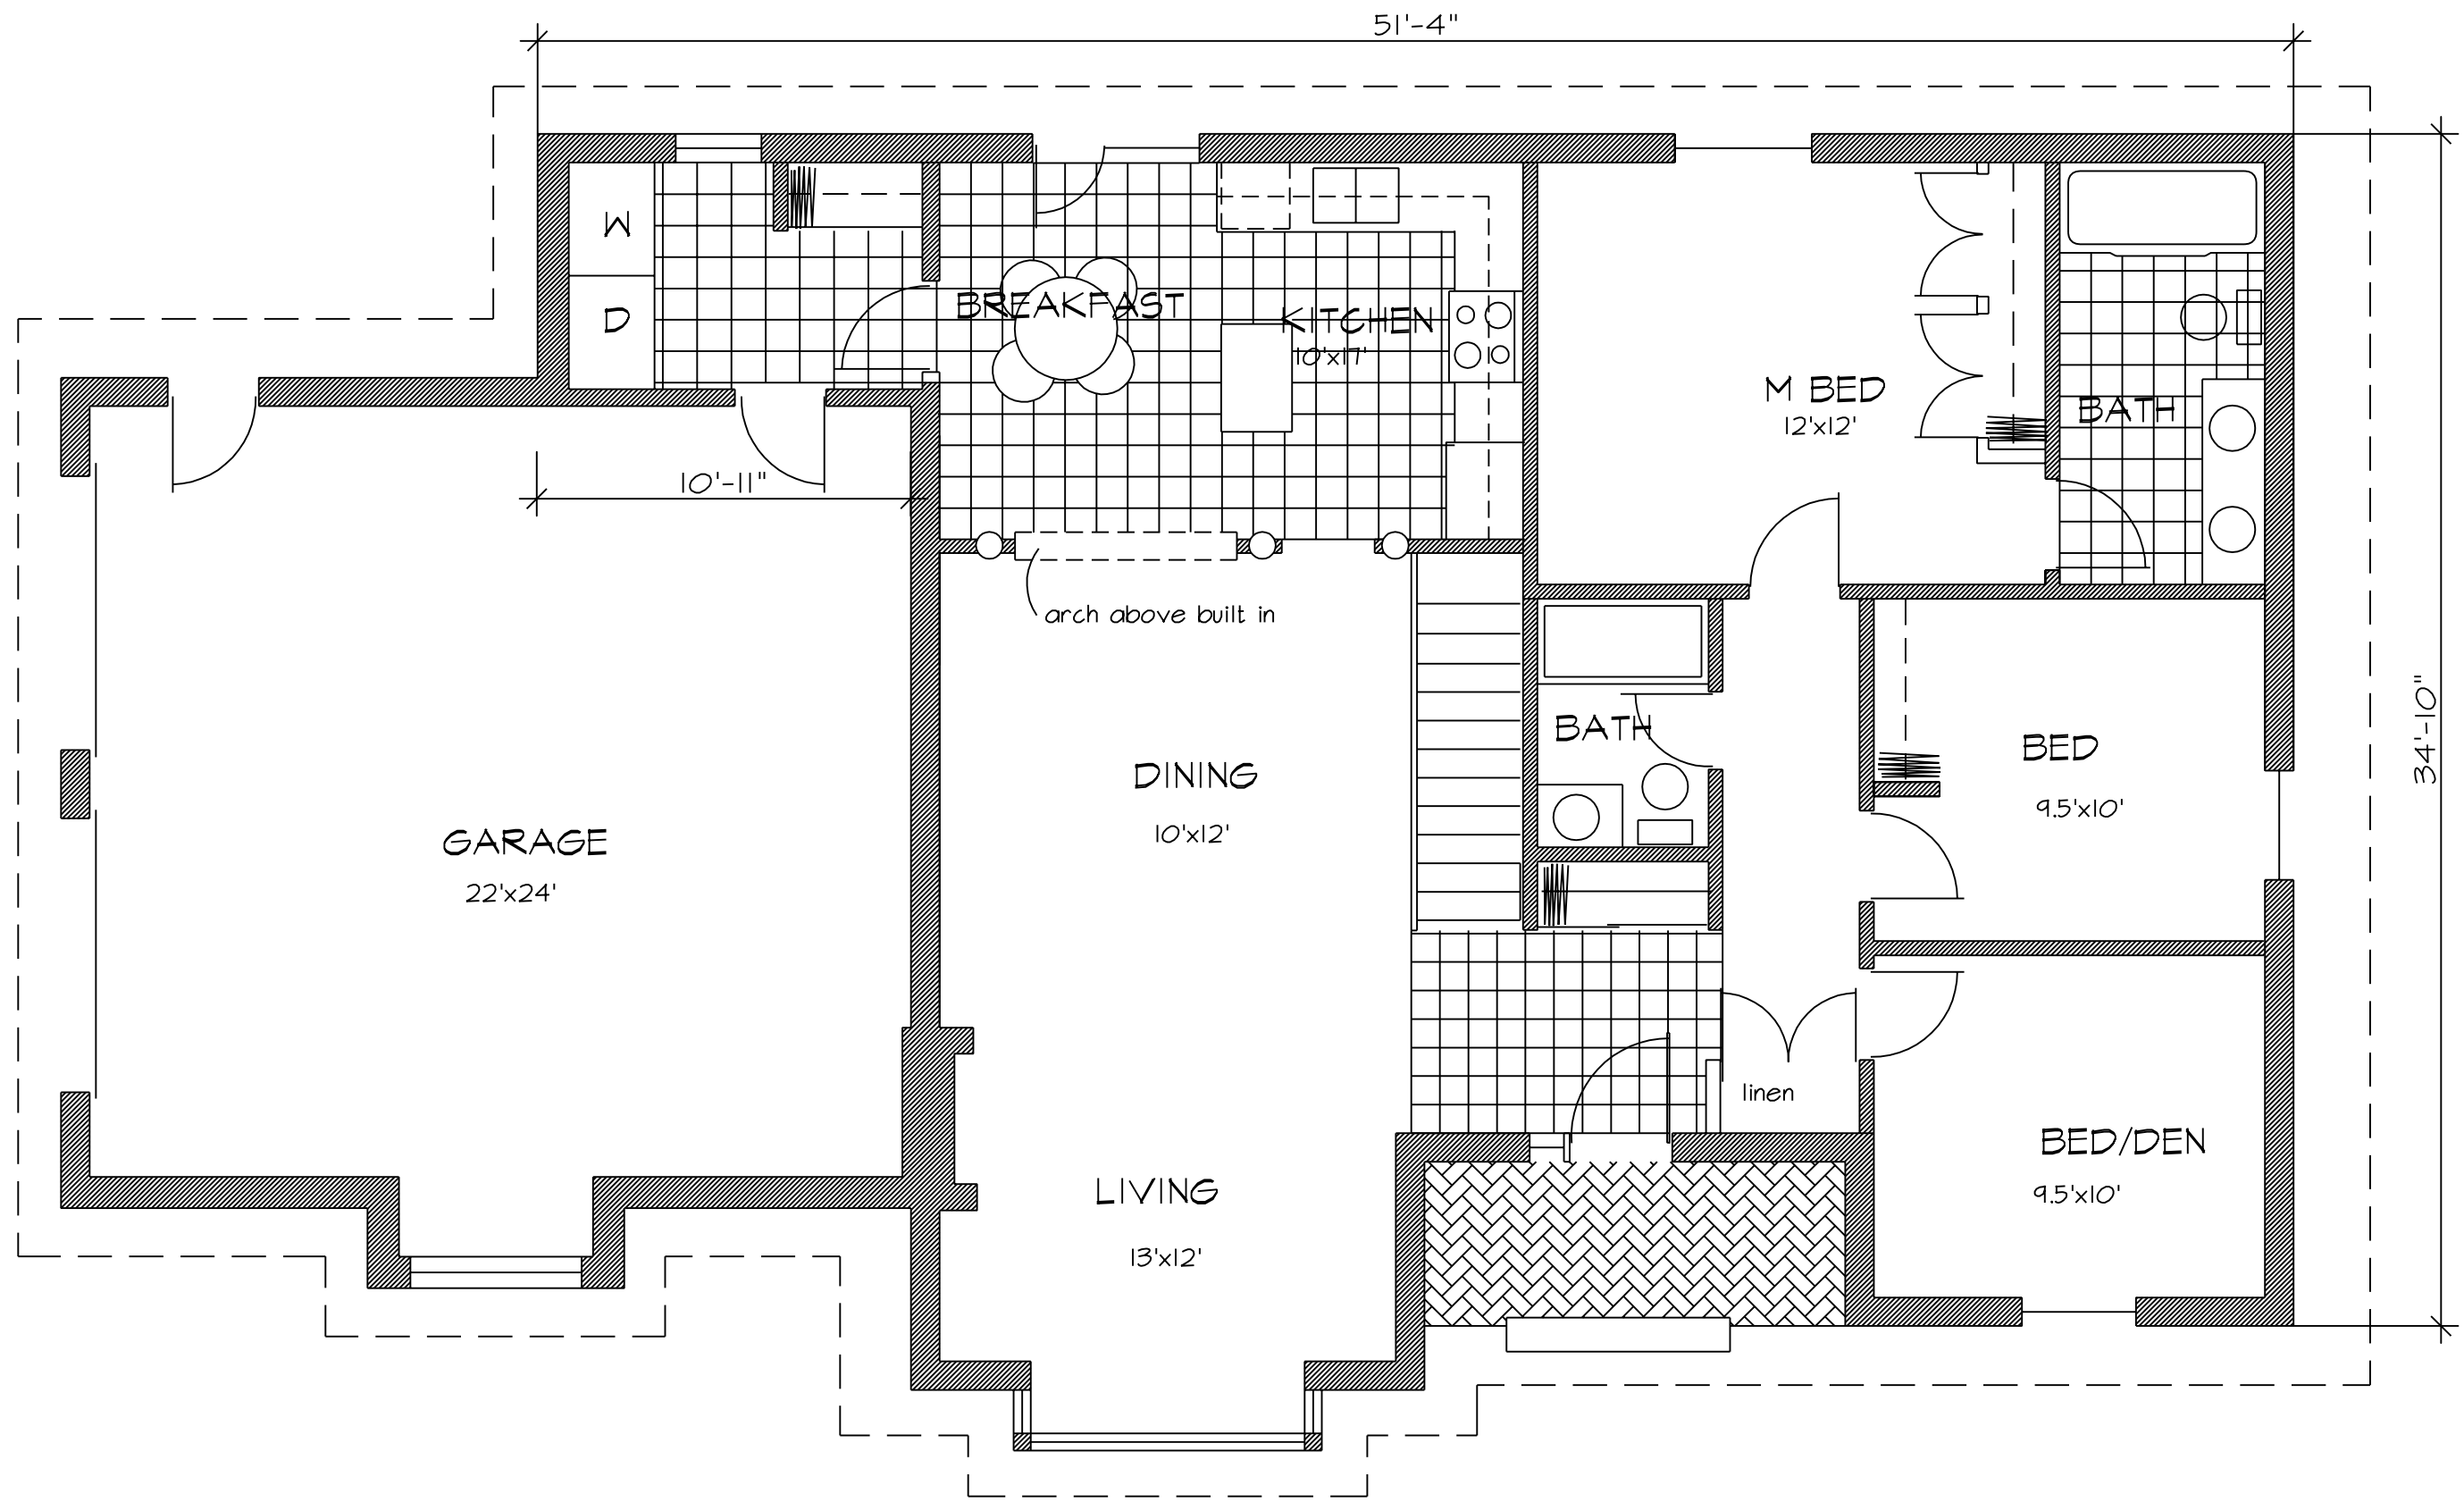 51'-4"
W
D
BREAKFAST
KITCHEN
10'x17'
M BED
12'x12'
BATH
10'-11"
arch above built in
34'-10"
BATH
BED
9.5'x10'
DINING
10'x12'
GARAGE
22'x24'
linen
BED/DEN
9.5'x10'
LIVING
13'x12'